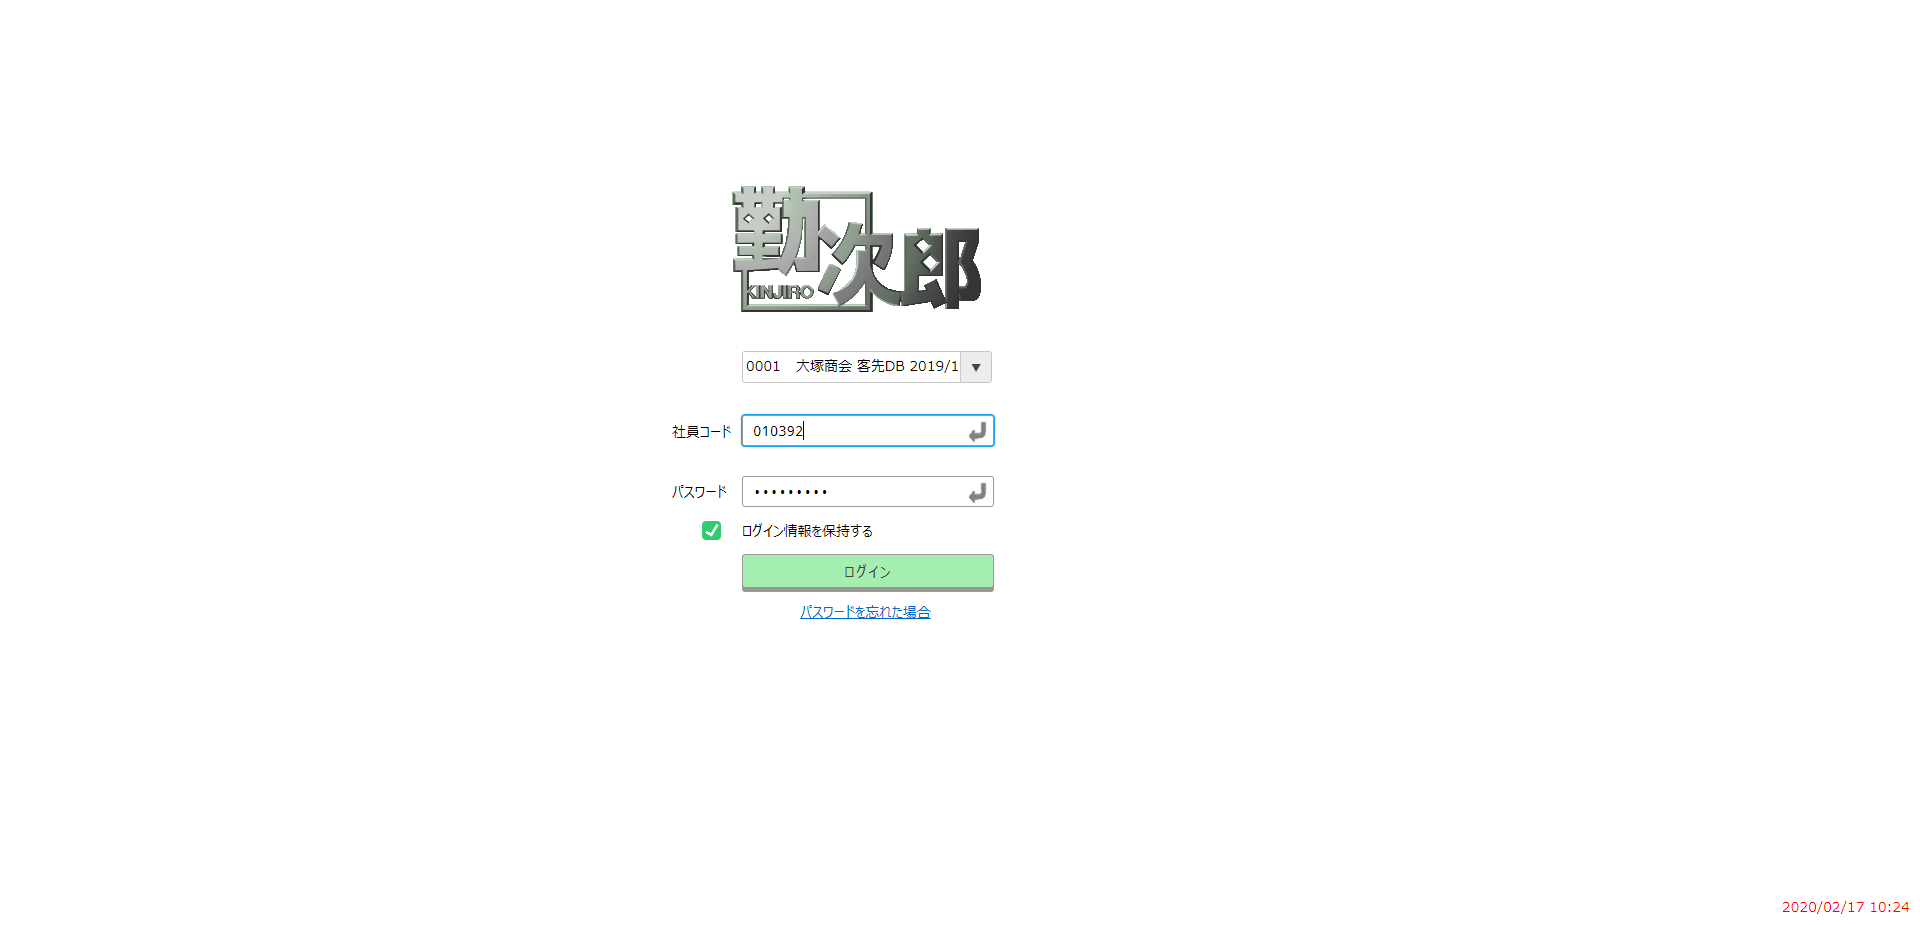 勤次郎
KINJIRO
0001　大塚商会 客先DB 2019/1
▼
社員コード 010392
パスワード •••••••••
ログイン情報を保持する
ログイン
パスワードを忘れた場合
2020/02/17 10:24